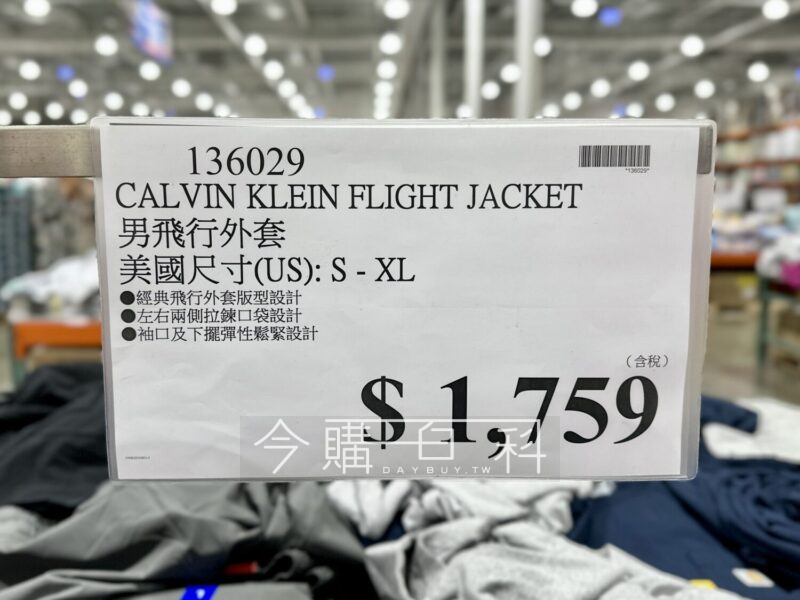 136029
*136029*
CALVIN KLEIN FLIGHT JACKET
男飛行外套
美國尺寸(US): S - XL
●經典飛行外套版型設計
●左右兩側拉鍊口袋設計
●袖口及下擺彈性鬆緊設計
(含稅)
$ 1,759
今購百科
DAYBUY.TW